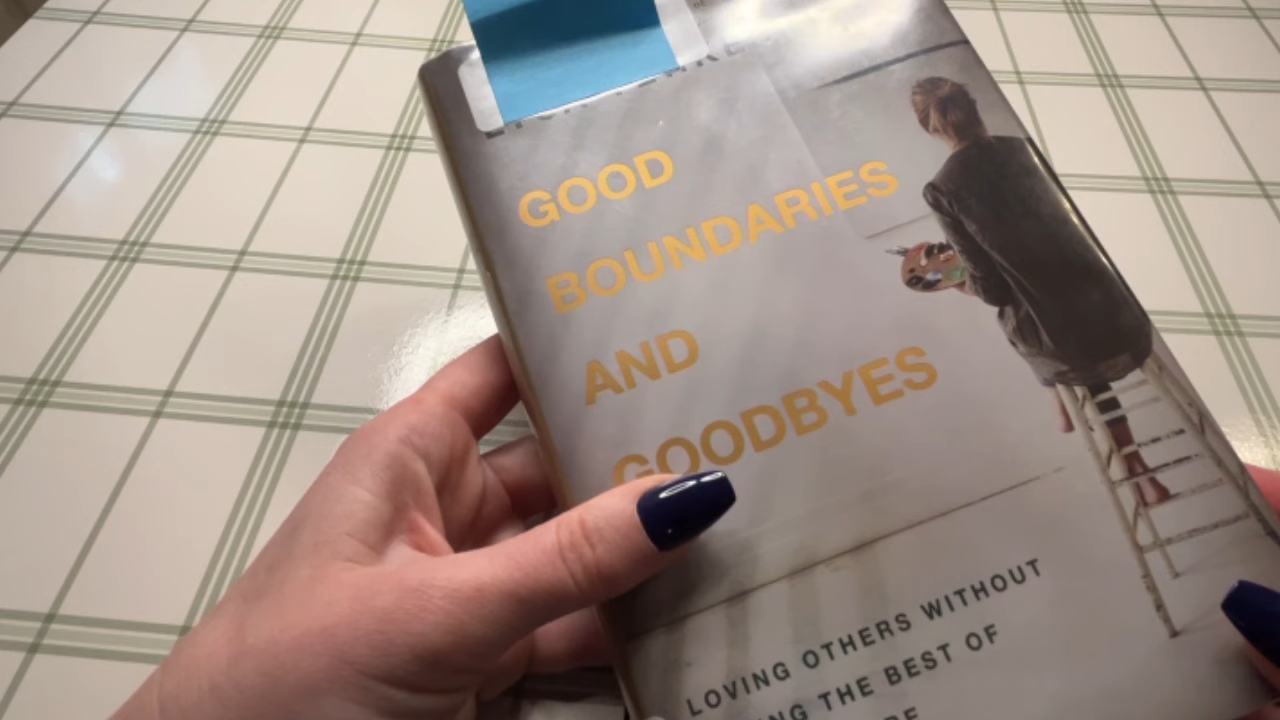 GOOD
BOUNDARIES
AND
GOODBYES
LOVING OTHERS WITHOUT
THE BEST OF